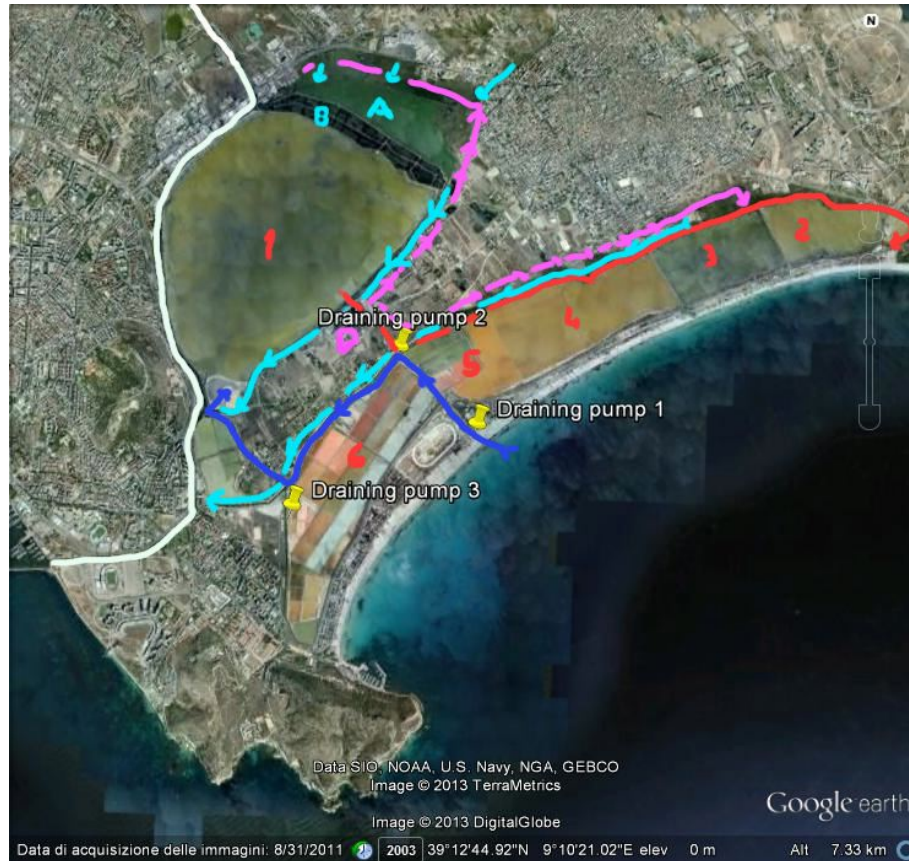 N
B A
1
2
3
Draining pump 2
4
D
5
Draining pump 1
6
Draining pump 3
Data SIO, NOAA, U.S. Navy, NGA, GEBCO
Image © 2013 TerraMetrics
Image © 2013 DigitalGlobe
Google earth
Data di acquisizione delle immagini: 8/31/2011 2003 39°12'44.92"N 9°10'21.02"E elev 0 m Alt 7.33 km